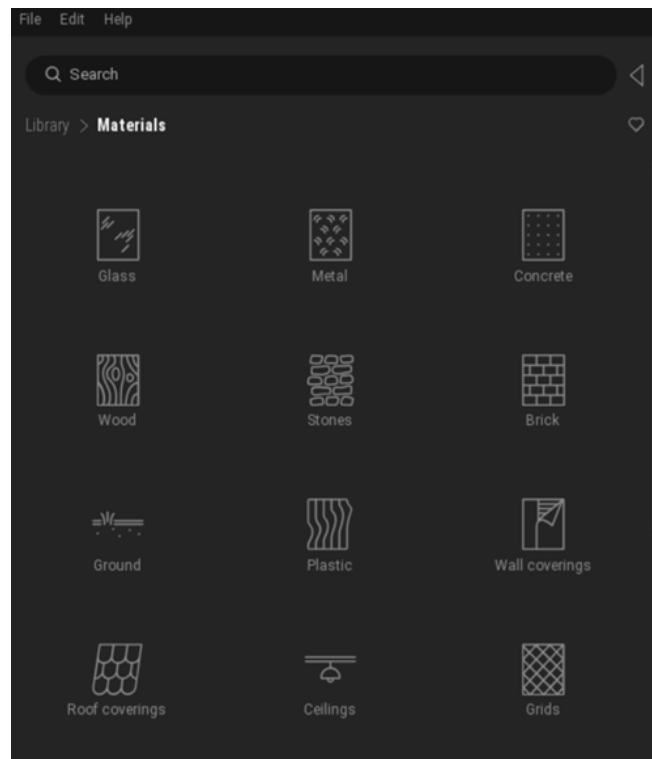 File Edit Help
Search
Library > Materials
Glass Metal Concrete
Wood Stones Brick
Ground Plastic Wall coverings
Roof coverings Ceilings Grids